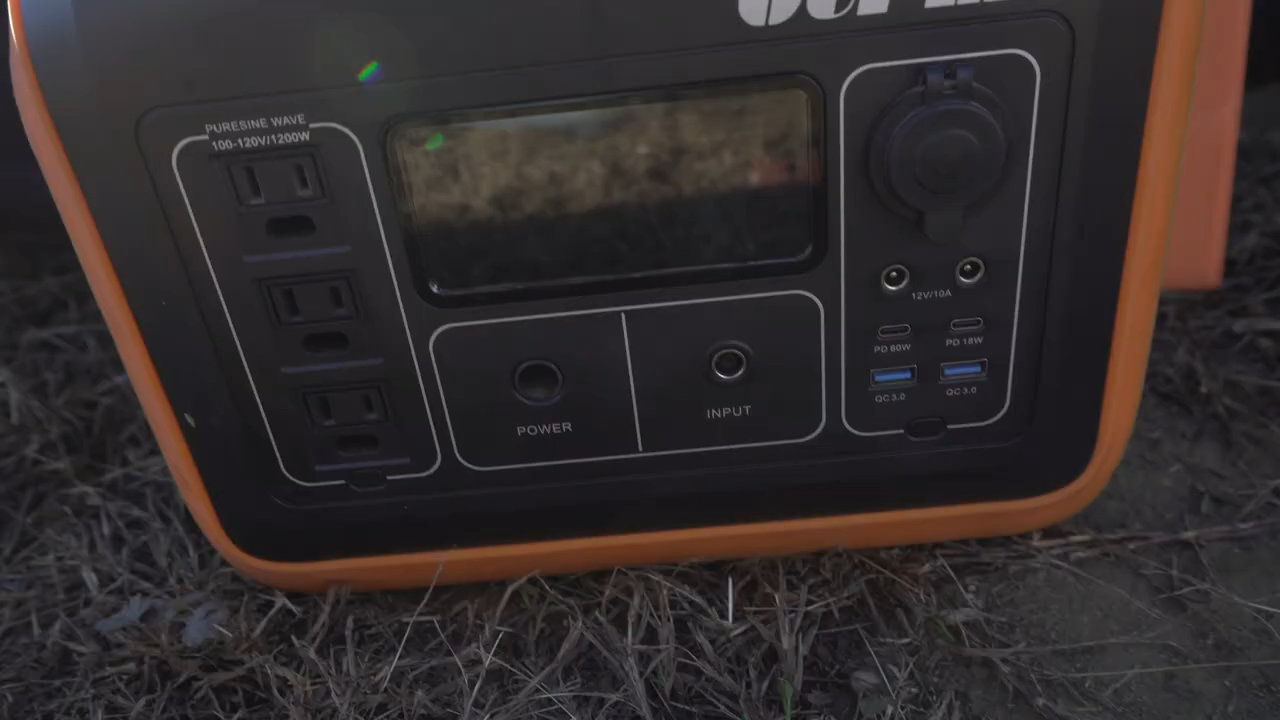 PURESINE WAVE
100-120V/1200W
12V/10A
PD 60W
PD 18W
QC 3.0
QC 3.0
POWER
INPUT